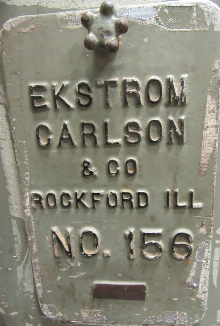 EKSTROM
CARLSON
& CO
ROCKFORD ILL
NO. 156